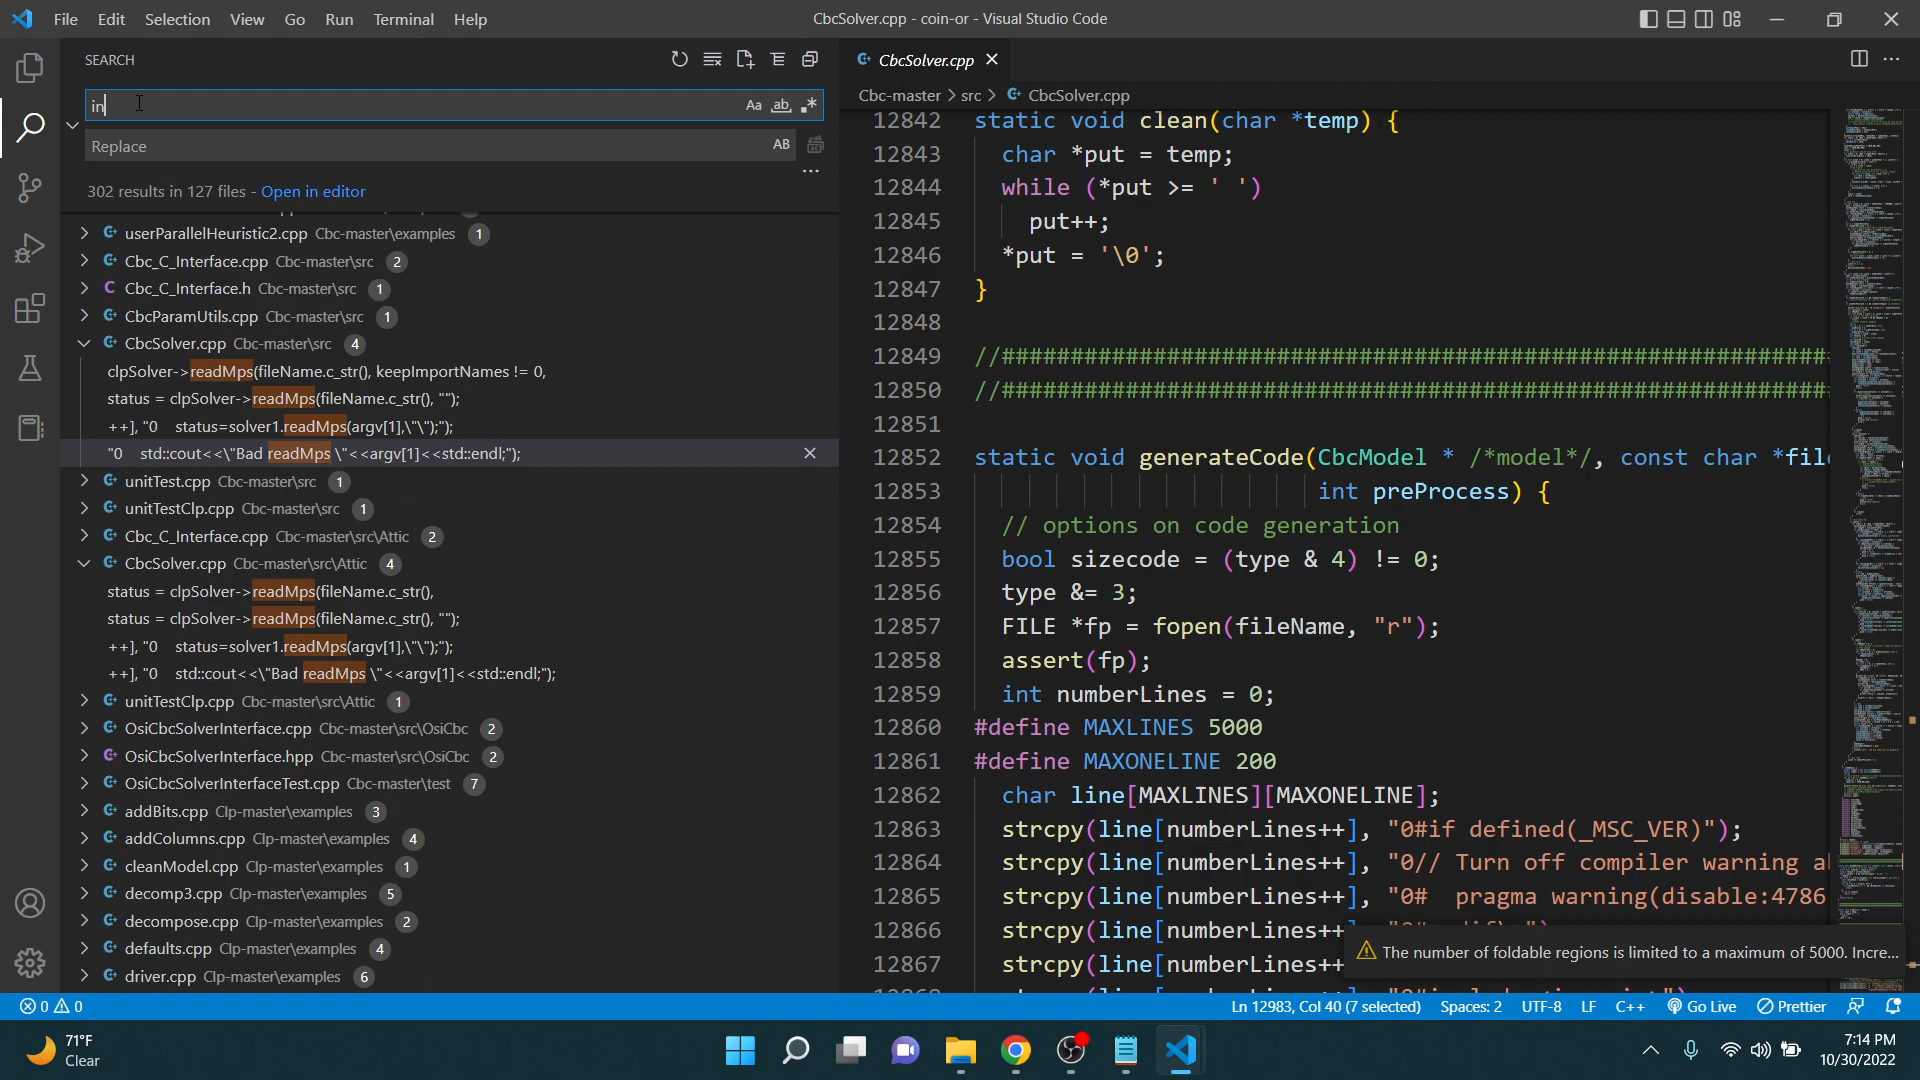 File Edit Selection View Go Run Terminal Help
CbcSolver.cpp - coin-or - Visual Studio Code
SEARCH
in
Aa ab
Replace
AB
302 results in 127 files - Open in editor
userParallelHeuristic2.cpp Cbc-master\examples 1
Cbc_C_Interface.cpp Cbc-master\src 2
Cbc_C_Interface.h Cbc-master\src 1
CbcParamUtils.cpp Cbc-master\src 1
CbcSolver.cpp Cbc-master\src 4
clpSolver->readMps(fileName.c_str(), keepImportNames != 0,
status = clpSolver->readMps(fileName.c_str(), "");
++], "0 status=solver1.readMps(argv[1],\"\");");
"0 std::cout<<\"Bad readMps \"<<argv[1]<<std::endl;");
unitTest.cpp Cbc-master\src 1
unitTestClp.cpp Cbc-master\src 1
Cbc_C_Interface.cpp Cbc-master\src\Attic 2
CbcSolver.cpp Cbc-master\src\Attic 4
status = clpSolver->readMps(fileName.c_str(),
status = clpSolver->readMps(fileName.c_str(), "");
++], "0 status=solver1.readMps(argv[1],\"\");");
++], "0 std::cout<<\"Bad readMps \"<<argv[1]<<std::endl;");
unitTestClp.cpp Cbc-master\src\Attic 1
OsiCbcSolverInterface.cpp Cbc-master\src\OsiCbc 2
OsiCbcSolverInterface.hpp Cbc-master\src\OsiCbc 2
OsiCbcSolverInterfaceTest.cpp Cbc-master\test 7
addBits.cpp Clp-master\examples 3
addColumns.cpp Clp-master\examples 4
cleanModel.cpp Clp-master\examples 1
decomp3.cpp Clp-master\examples 5
decompose.cpp Clp-master\examples 2
defaults.cpp Clp-master\examples 4
driver.cpp Clp-master\examples 6
CbcSolver.cpp
Cbc-master > src > CbcSolver.cpp
12842 static void clean(char *temp) {
12843 char *put = temp;
12844 while (*put >= ' ')
12845 put++;
12846 *put = '\0';
12847 }
12848
12849 //##############################################################
12850 //##############################################################
12851
12852 static void generateCode(CbcModel * /*model*/, const char *fil
12853 int preProcess) {
12854 // options on code generation
12855 bool sizecode = (type & 4) != 0;
12856 type &= 3;
12857 FILE *fp = fopen(fileName, "r");
12858 assert(fp);
12859 int numberLines = 0;
12860 #define MAXLINES 5000
12861 #define MAXONELINE 200
12862 char line[MAXLINES][MAXONELINE];
12863 strcpy(line[numberLines++], "0#if defined(_MSC_VER)");
12864 strcpy(line[numberLines++], "0// Turn off compiler warning a
12865 strcpy(line[numberLines++], "0# pragma warning(disable:4786
12866 strcpy(line[numberLines++
12867 strcpy(line[numberLines++
The number of foldable regions is limited to a maximum of 5000. Incre...
0 0
Ln 12983, Col 40 (7 selected) Spaces: 2 UTF-8 LF C++ Go Live Prettier
71°F
Clear
7:14 PM
10/30/2022